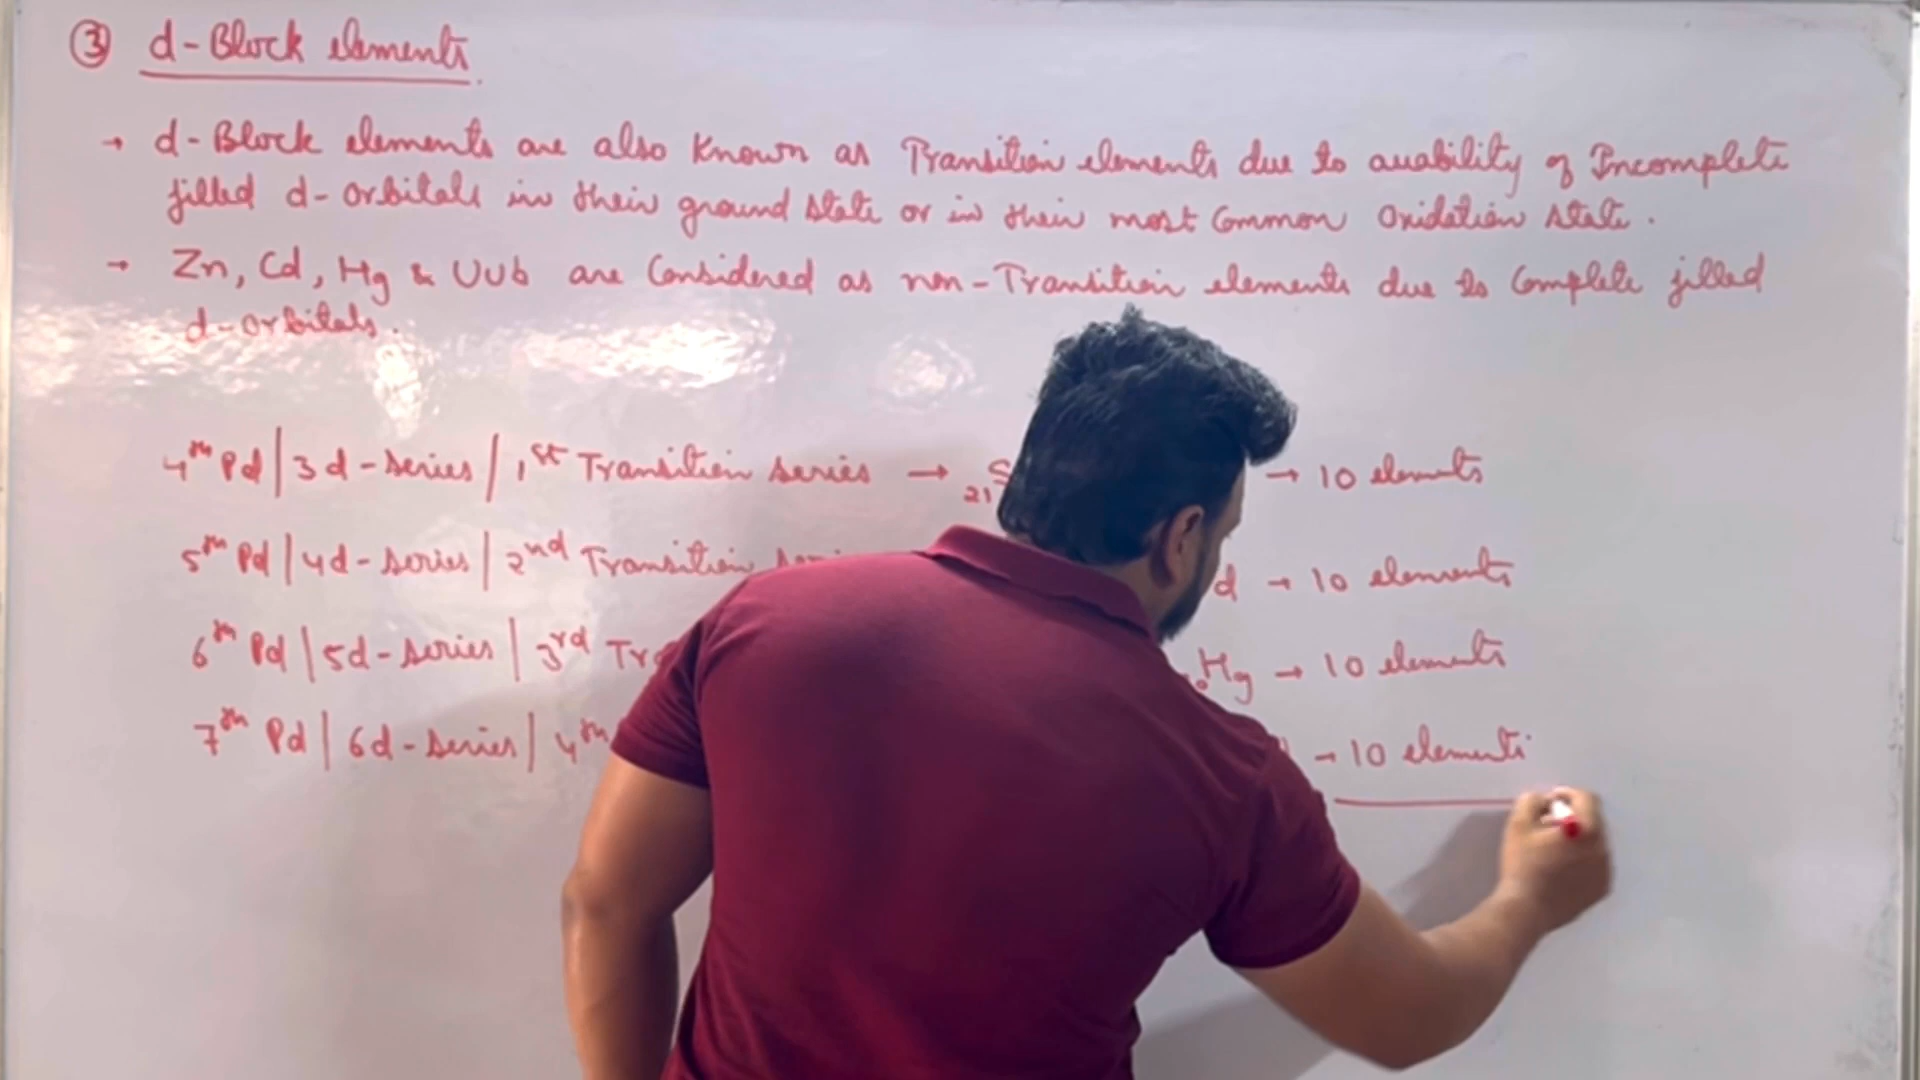 ③ d-Block elements
→ d-Block elements are also known as Transition elements due to avability of Incomplete
filled d-orbitals in their ground state or in their most Common Oxidation state.
→ Zn, Cd, Hg & Uub are Considered as non-Transition elements due to Complete filled
d-orbitals.
4th Pd | 3d-series | 1st Transition series → 21S → 10 elements
5th Pd | 4d-series | 2nd Transition d → 10 elements
6th Pd | 5d-series | 3rd Hg → 10 elements
7th Pd | 6d-series | 4th → 10 elements